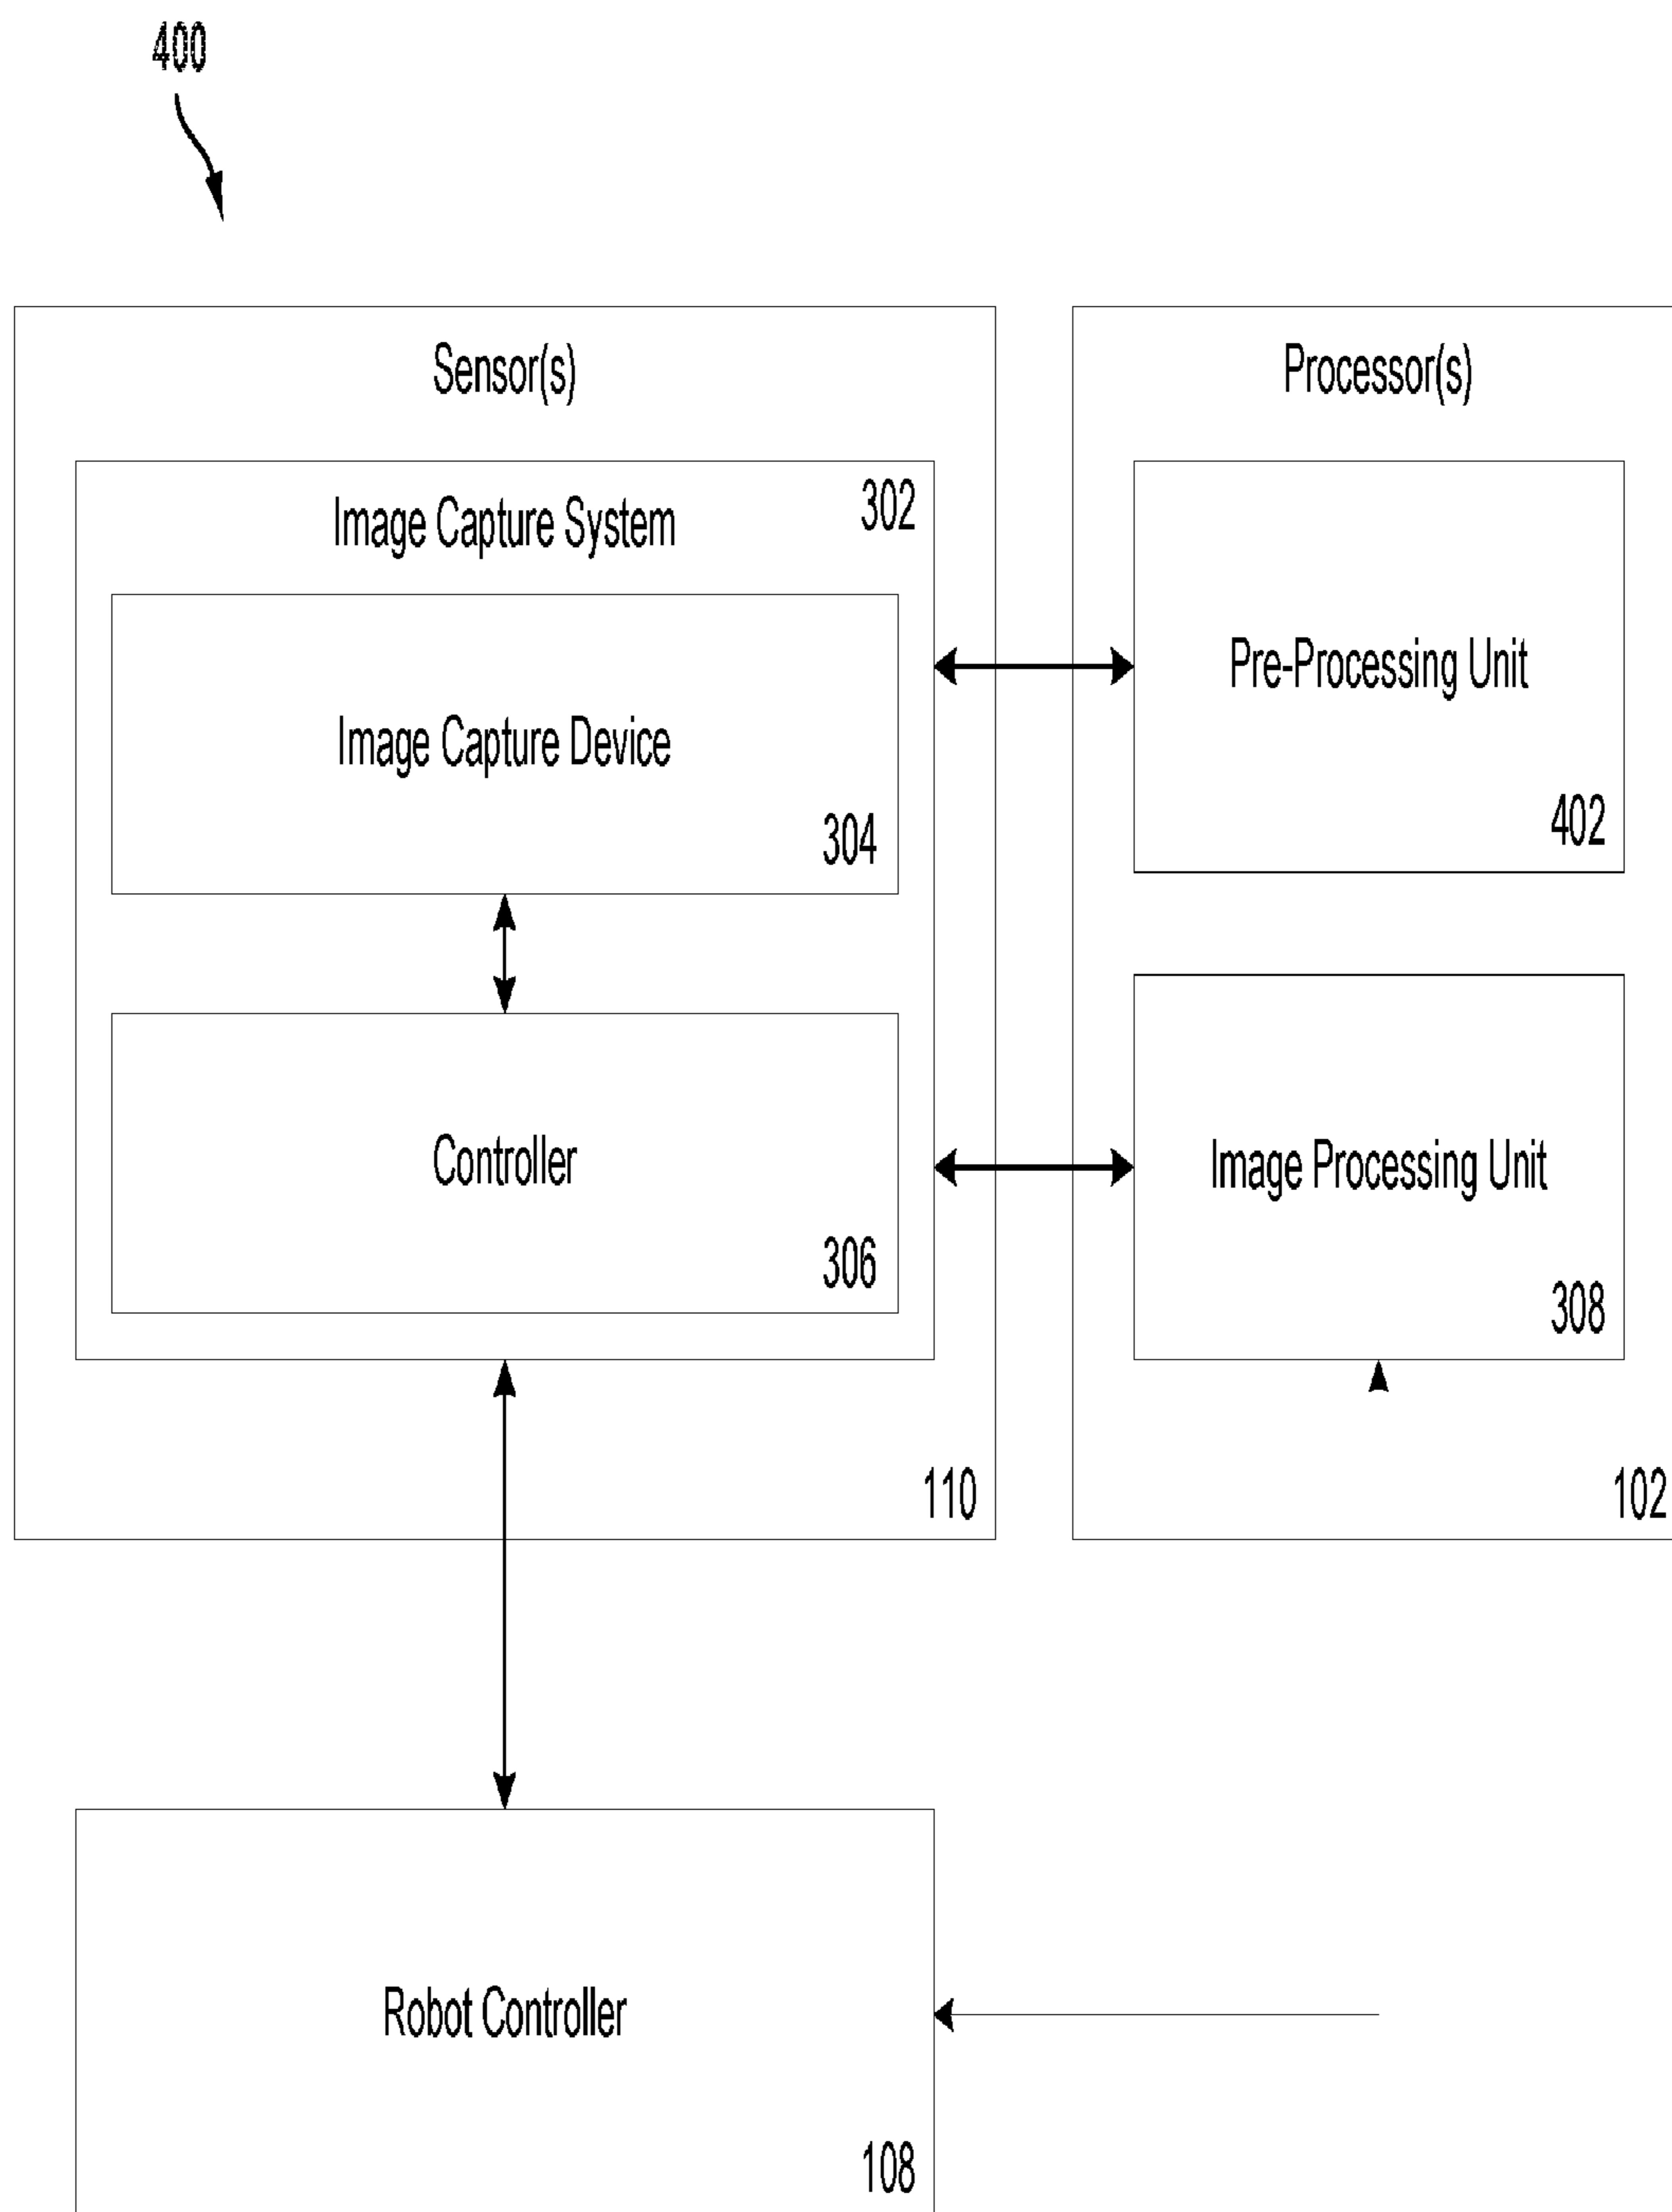 400
Sensor(s)
Processor(s)
Image Capture System
302
Image Capture Device
304
Pre-Processing Unit
402
Controller
306
Image Processing Unit
308
110
102
Robot Controller
108